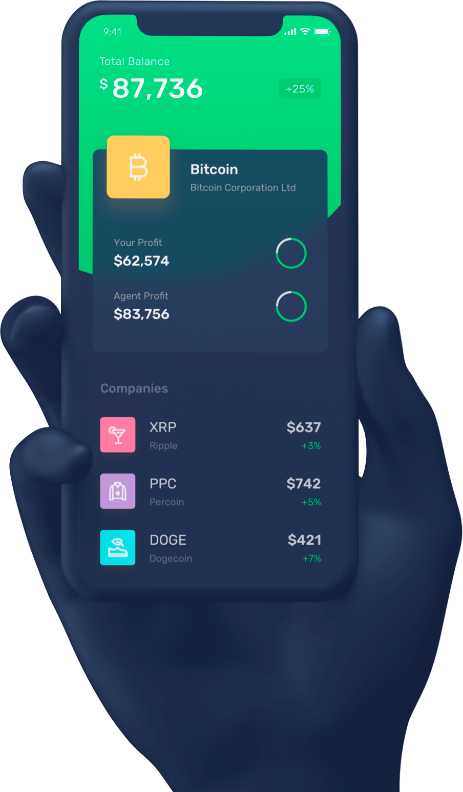 9:41
Total Balance
$87,736
+25%
Bitcoin
Bitcoin Corporation Ltd
Your Profit
$62,574
Agent Profit
$83,756
Companies
XRP $637
Ripple +3%
PPC $742
Percoin +5%
DOGE $421
Dogecoin +7%